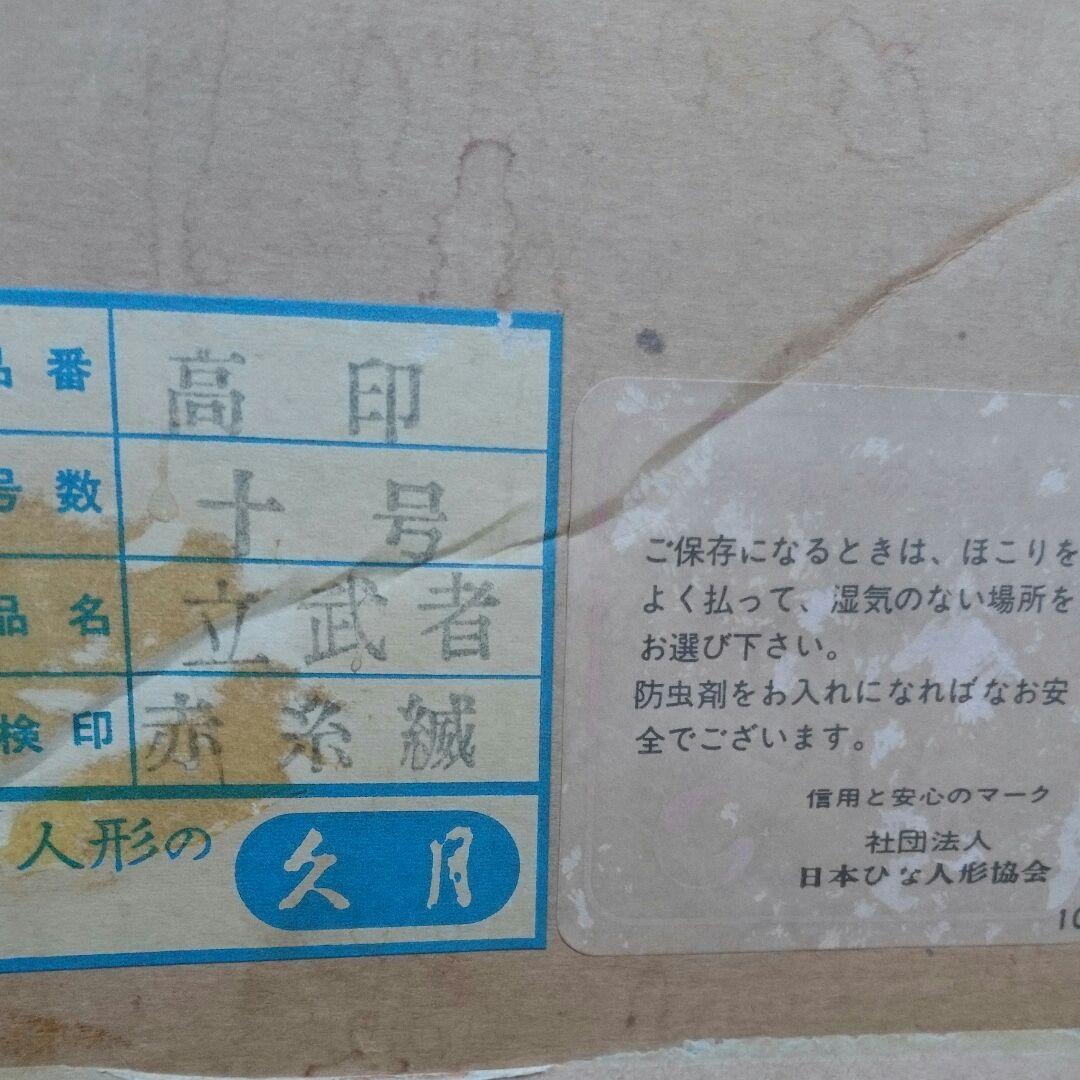 品番 高印
号数 十号
品名 立武者
検印 赤糸縅
人形の久月
ご保存になるときは、ほこりを
よく払って、湿気のない場所を
お選び下さい。
防虫剤をお入れになればなお安
全でございます。
信用と安心のマーク
社団法人
日本ひな人形協会
10